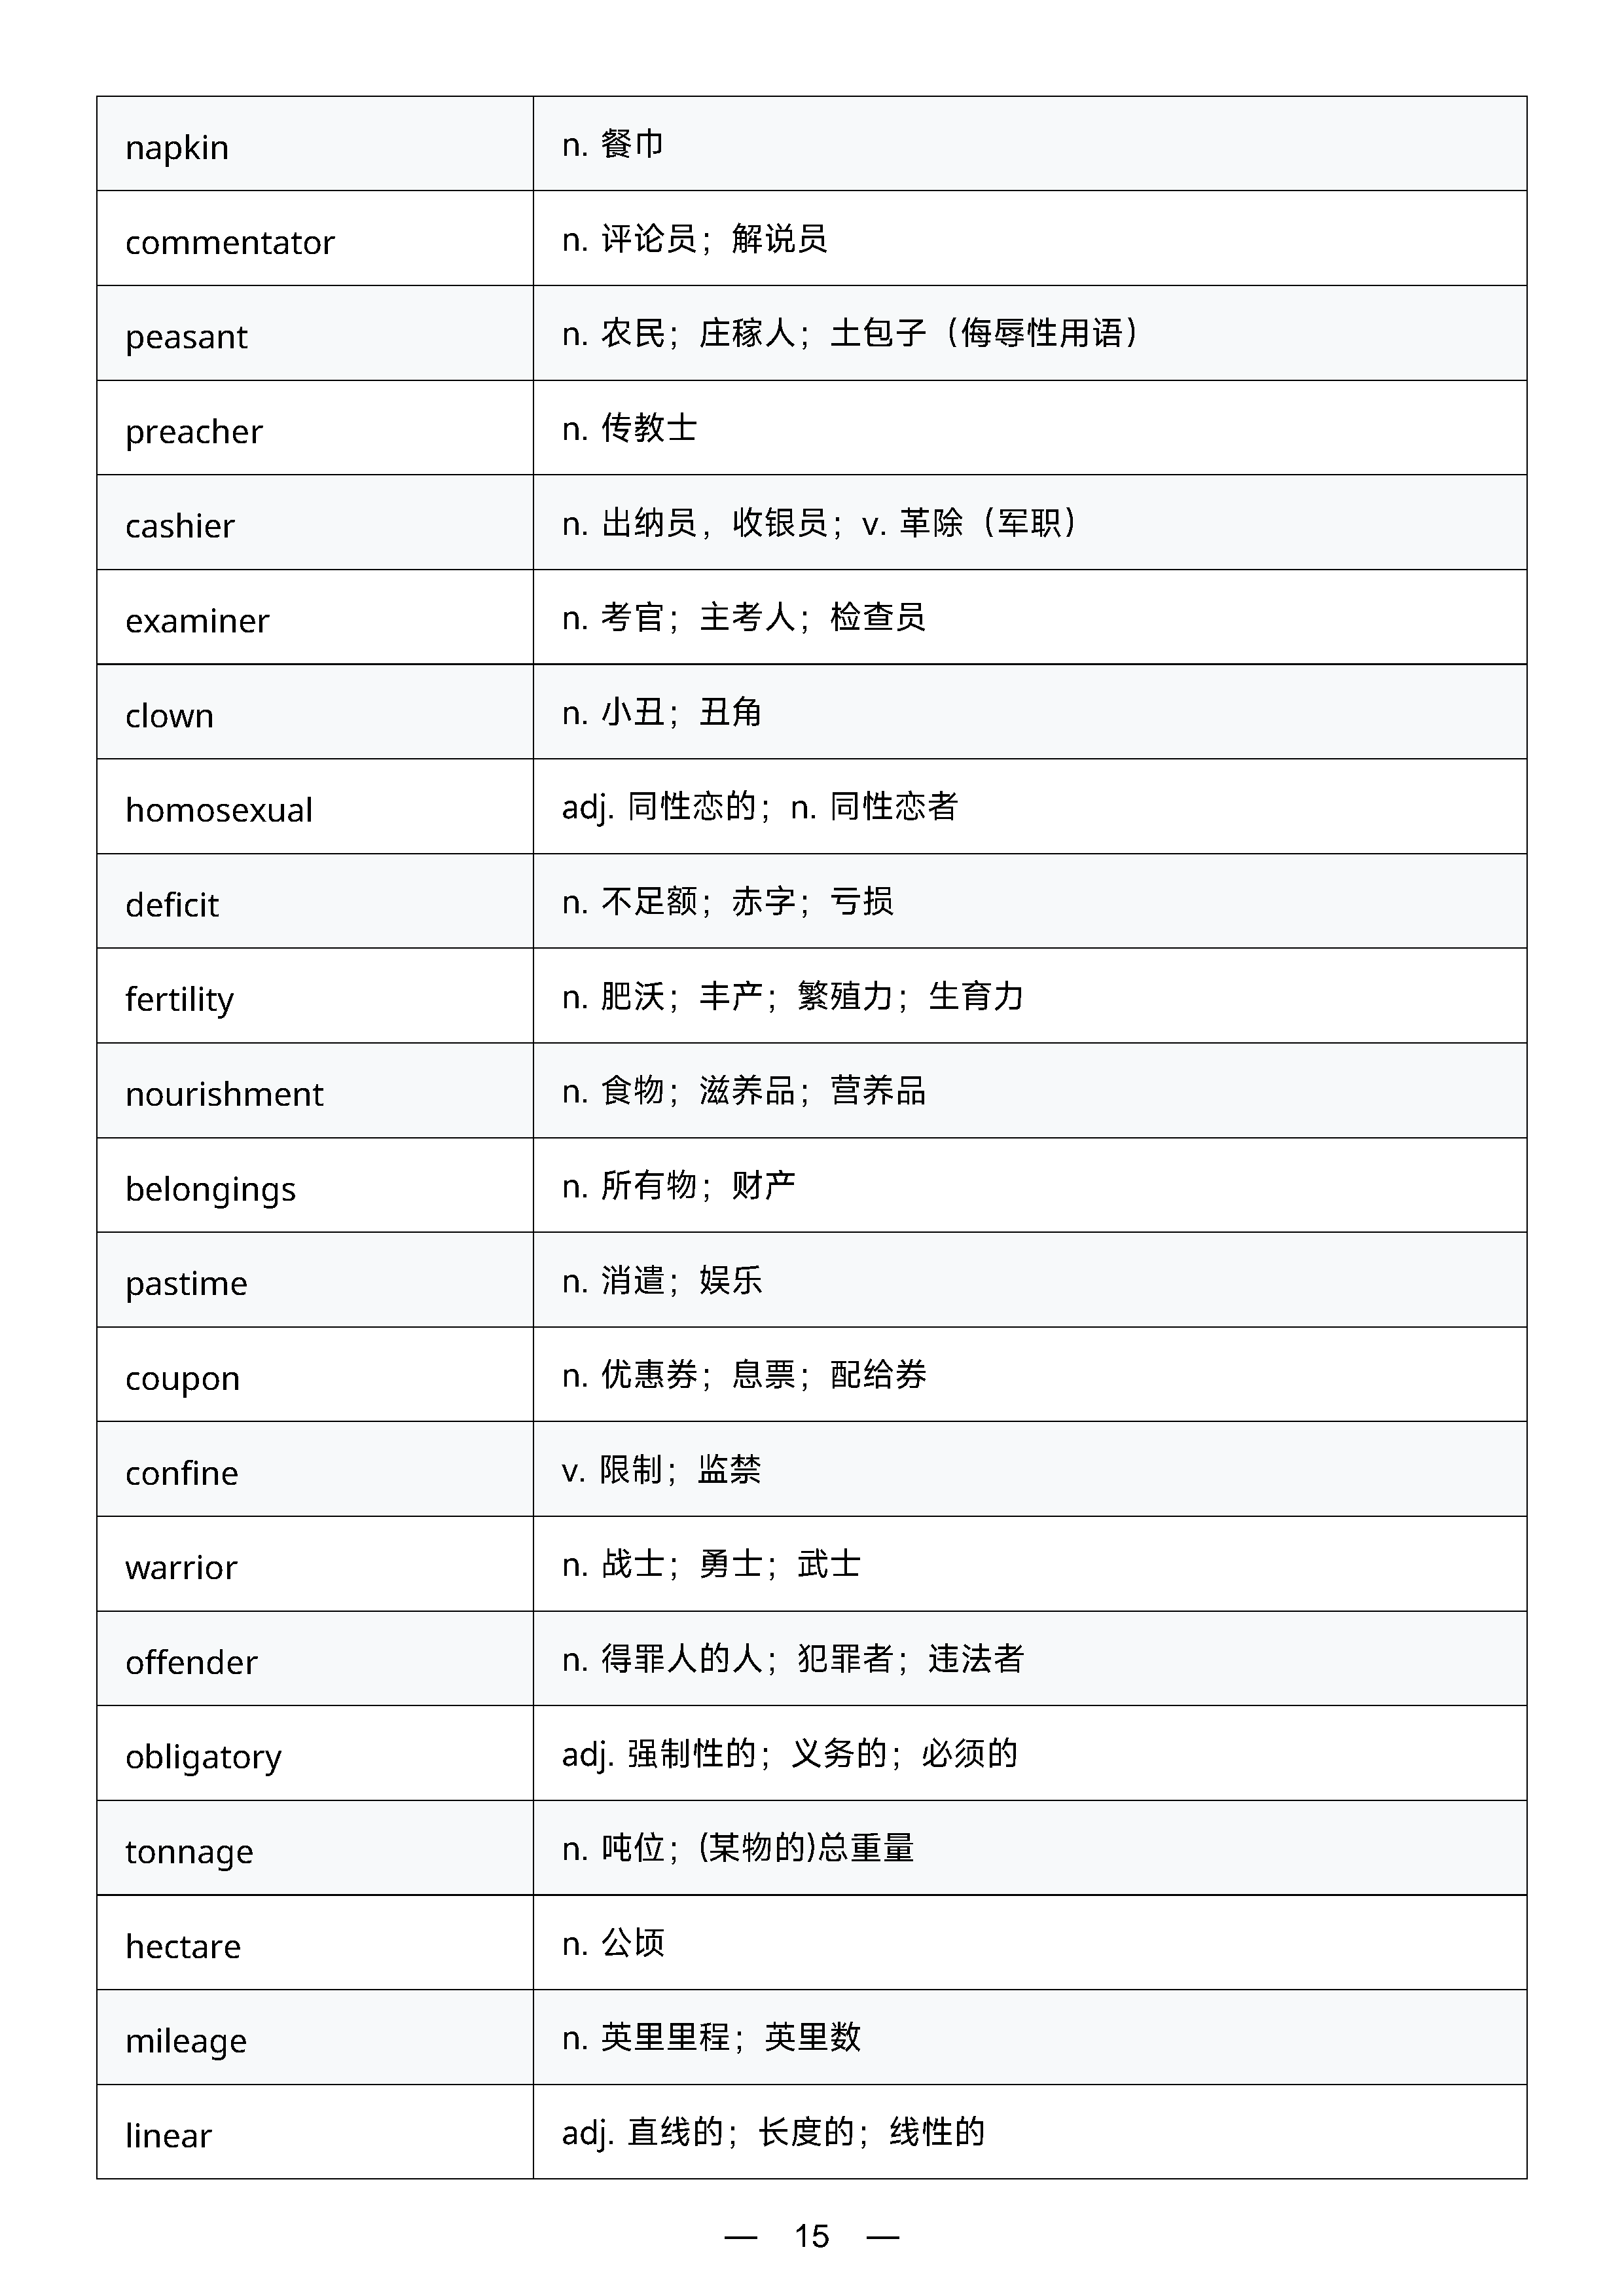 napkin n. 餐巾
commentator n. 评论员；解说员
peasant n. 农民；庄稼人；土包子（侮辱性用语）
preacher n. 传教士
cashier n. 出纳员，收银员；v. 革除（军职）
examiner n. 考官；主考人；检查员
clown n. 小丑；丑角
homosexual adj. 同性恋的；n. 同性恋者
deficit n. 不足额；赤字；亏损
fertility n. 肥沃；丰产；繁殖力；生育力
nourishment n. 食物；滋养品；营养品
belongings n. 所有物；财产
pastime n. 消遣；娱乐
coupon n. 优惠券；息票；配给券
confine v. 限制；监禁
warrior n. 战士；勇士；武士
offender n. 得罪人的人；犯罪者；违法者
obligatory adj. 强制性的；义务的；必须的
tonnage n. 吨位；(某物的)总重量
hectare n. 公顷
mileage n. 英里里程；英里数
linear adj. 直线的；长度的；线性的
— 15 —